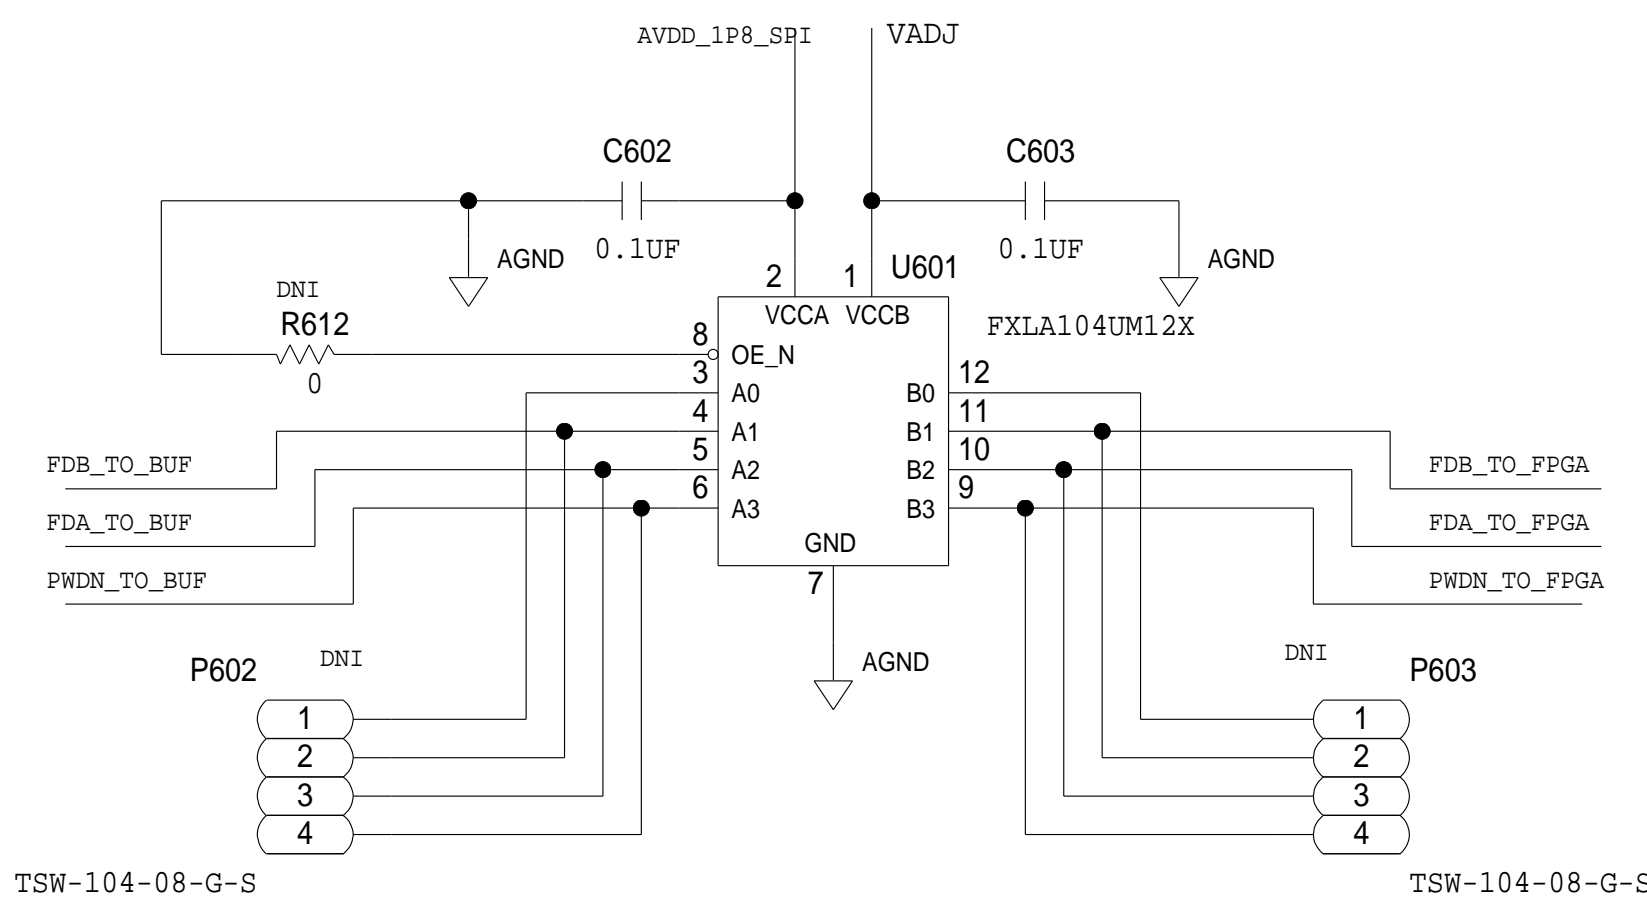 AVDD_1P8_SPI
VADJ
C602
C603
0.1UF
0.1UF
AGND
AGND
2
1
U601
DNI
R612
0
VCCA
VCCB
FXLA104UM12X
8
OE_N
3
A0
B0
12
4
A1
B1
11
5
A2
B2
10
6
A3
B3
9
GND
7
AGND
FDB_TO_BUF
FDB_TO_FPGA
FDA_TO_BUF
FDA_TO_FPGA
PWDN_TO_BUF
PWDN_TO_FPGA
P602
DNI
DNI
P603
1
2
3
4
1
2
3
4
TSW-104-08-G-S
TSW-104-08-G-S